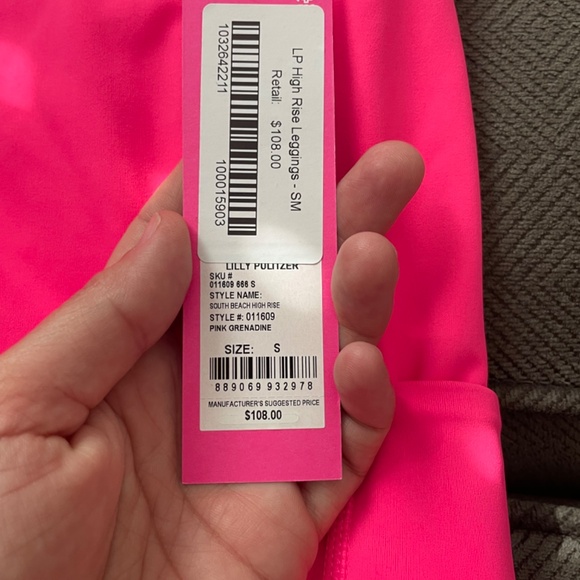 LP High Rise Leggings - SM
Retail: $108.00
1032642211
100015903
LILLY PULITZER
SKU #
011609 666 S
STYLE NAME:
SOUTH BEACH HIGH RISE
STYLE #: 011609
PINK GRENADINE
SIZE: S
889069 932978
MANUFACTURER'S SUGGESTED PRICE
$108.00